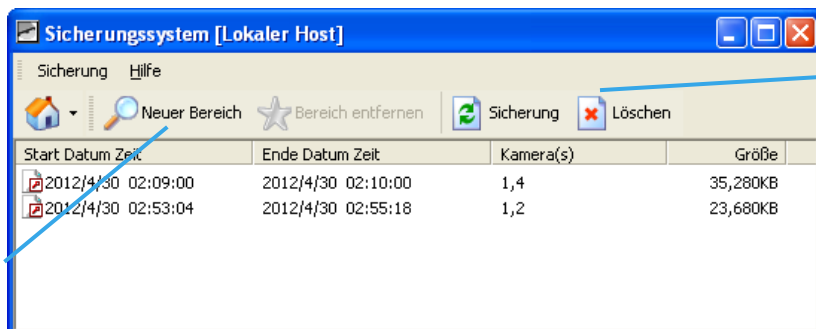 Sicherungssystem [Lokaler Host]
Sicherung Hilfe
Neuer Bereich Bereich entfernen Sicherung Löschen
Start Datum Zeit Ende Datum Zeit Kamera(s) Größe
2012/4/30 02:09:00 2012/4/30 02:10:00 1,4 35,280KB
2012/4/30 02:53:04 2012/4/30 02:55:18 1,2 23,680KB